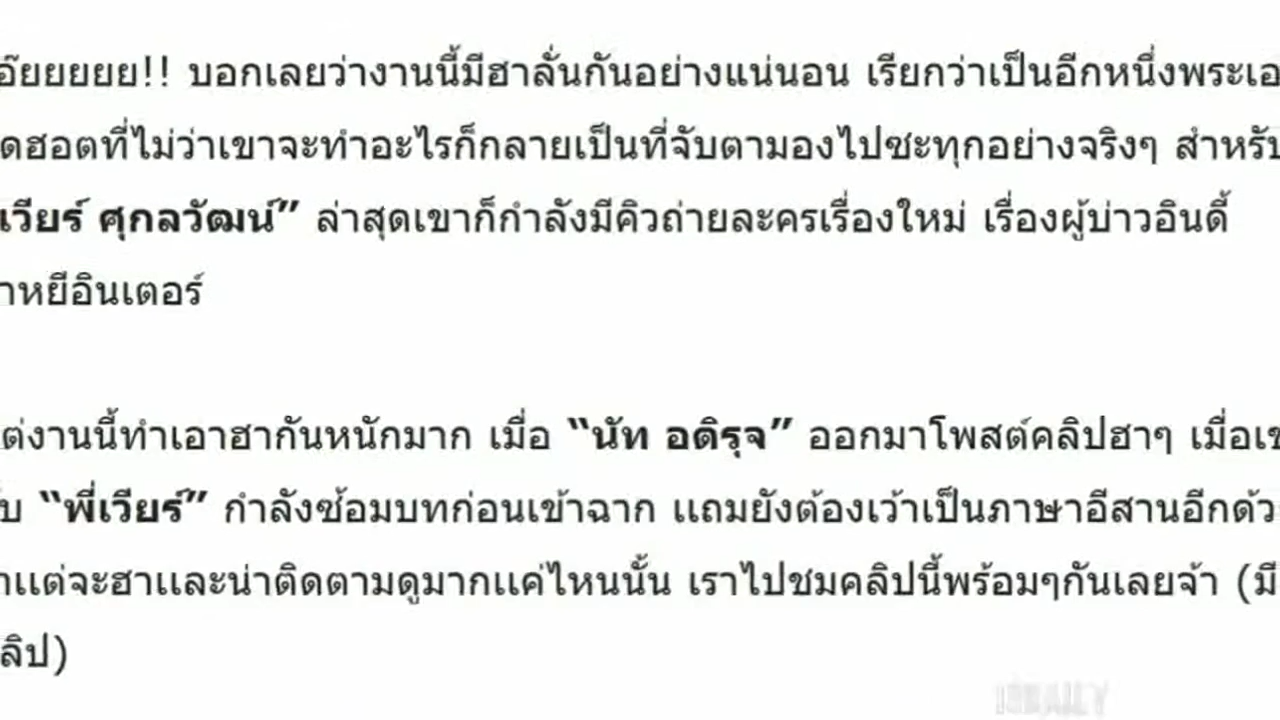 อ๊ยยยยย!! บอกเลยว่างานนี้มีฮาลั่นกันอย่างแน่นอน เรียกว่าเป็นอีกหนึ่งพระเอ
ดฮอตที่ไม่ว่าเขาจะทำอะไรก็กลายเป็นที่จับตามองไปซะทุกอย่างจริงๆ สำหรับ
เวียร์ ศุกลวัฒน์” ล่าสุดเขาก็กำลังมีคิวถ่ายละครเรื่องใหม่ เรื่องผู้บ่าวอินดี้
าหยีอินเตอร์
ต่งานนี้ทำเอาฮากันหนักมาก เมื่อ “นัท อดิรุจ” ออกมาโพสต์คลิปฮาๆ เมื่อเข
ับ “พี่เวียร์” กำลังซ้อมบทก่อนเข้าฉาก แถมยังต้องเว้าเป็นภาษาอีสานอีกด้ว
าแต่จะฮาและน่าติดตามดูมากแค่ไหนนั้น เราไปชมคลิปนี้พร้อมๆกันเลยจ้า (มี
ลิป)